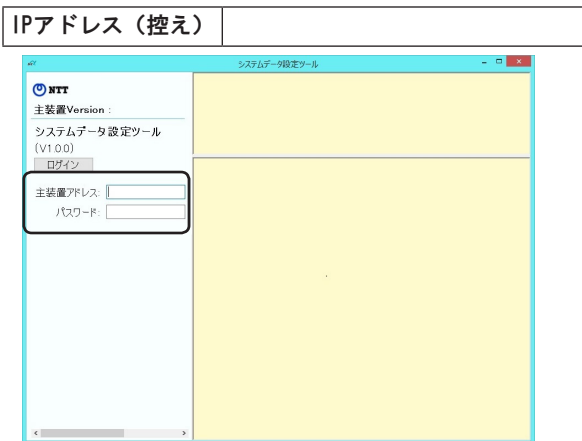 IPアドレス（控え）
システムデータ設定ツール
NTT
主装置Version :
システムデータ設定ツール
(V1.0.0)
ログイン
主装置アドレス:
パスワード: